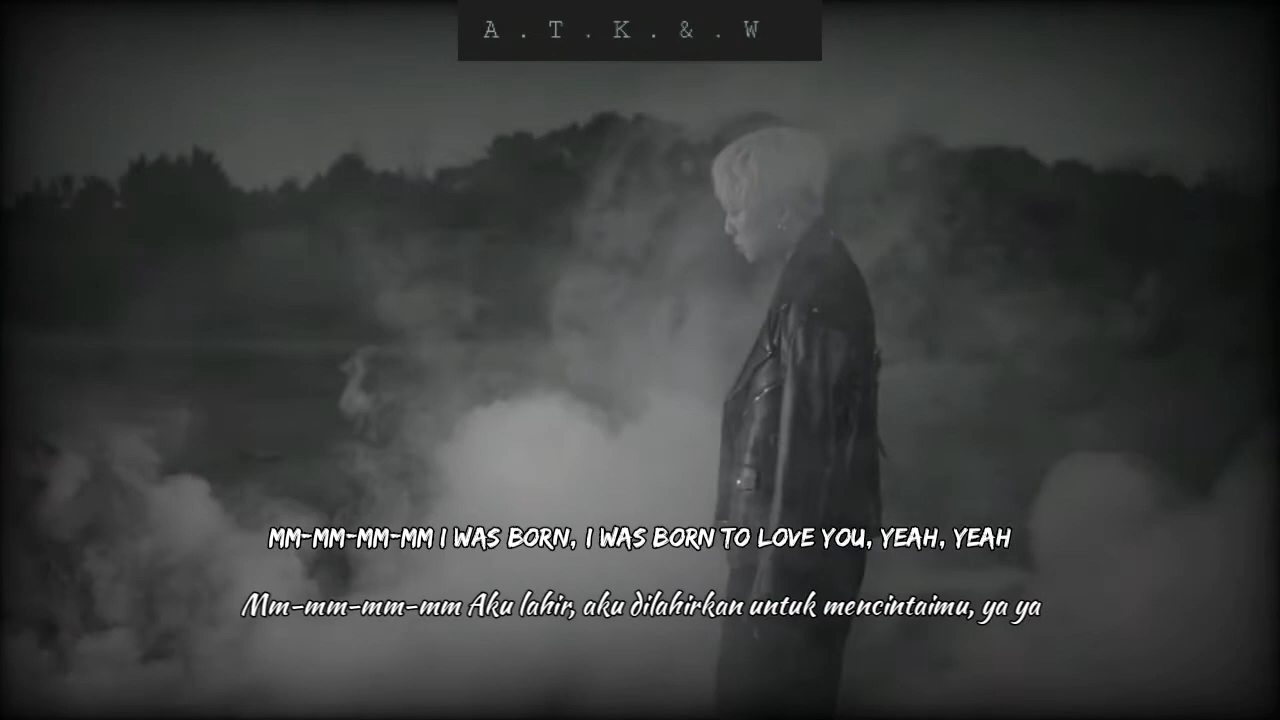 A . T . K . & . W
MM-MM-MM-MM I WAS BORN, I WAS BORN TO LOVE YOU, YEAH, YEAH
Mm-mm-mm-mm Aku lahir, aku dilahirkan untuk mencintaimu, ya ya